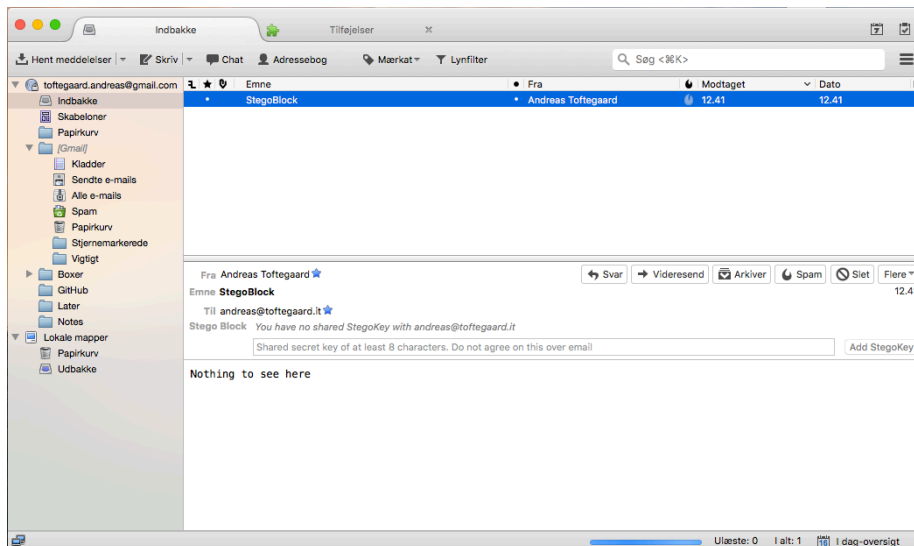 Indbakke
Tilføjelser
Hent meddelelser
Skriv
Chat
Adressebog
Mærkat
Lynfilter
Søg <⌘K>
toftegaard.andreas@gmail.com
Indbakke
Skabeloner
Papirkurv
[Gmail]
Kladder
Sendte e-mails
Alle e-mails
Spam
Papirkurv
Stjernemarkerede
Vigtigt
Boxer
GitHub
Later
Notes
Lokale mapper
Papirkurv
Udbakke
Emne Fra Modtaget Dato
StegoBlock Andreas Toftegaard 12.41 12.41
Fra Andreas Toftegaard
Svar Videresend Arkiver Spam Slet Flere
Emne StegoBlock 12.4
Til andreas@toftegaard.it
Stego Block You have no shared StegoKey with andreas@toftegaard.it
Shared secret key of at least 8 characters. Do not agree on this over email Add StegoKey
Nothing to see here
Ulæste: 0 I alt: 1 16 I dag-oversigt